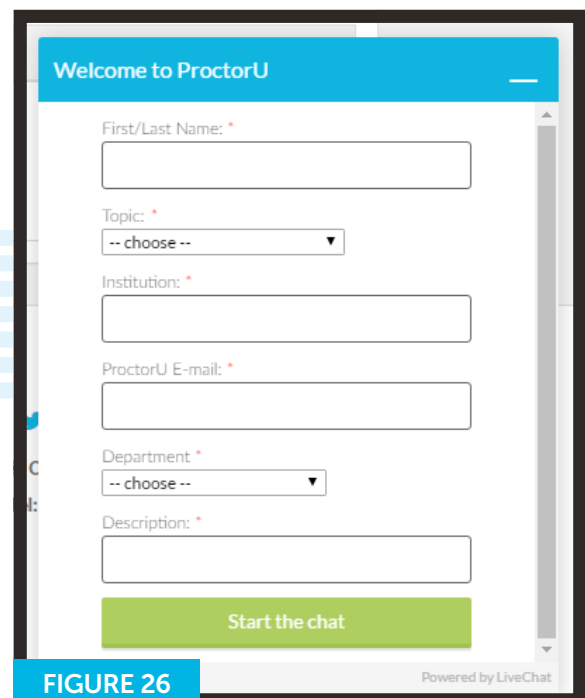 Welcome to ProctorU
First/Last Name: *
Topic: *
-- choose --
Institution: *
ProctorU E-mail: *
Department *
-- choose --
Description: *
Start the chat
Powered by LiveChat
FIGURE 26